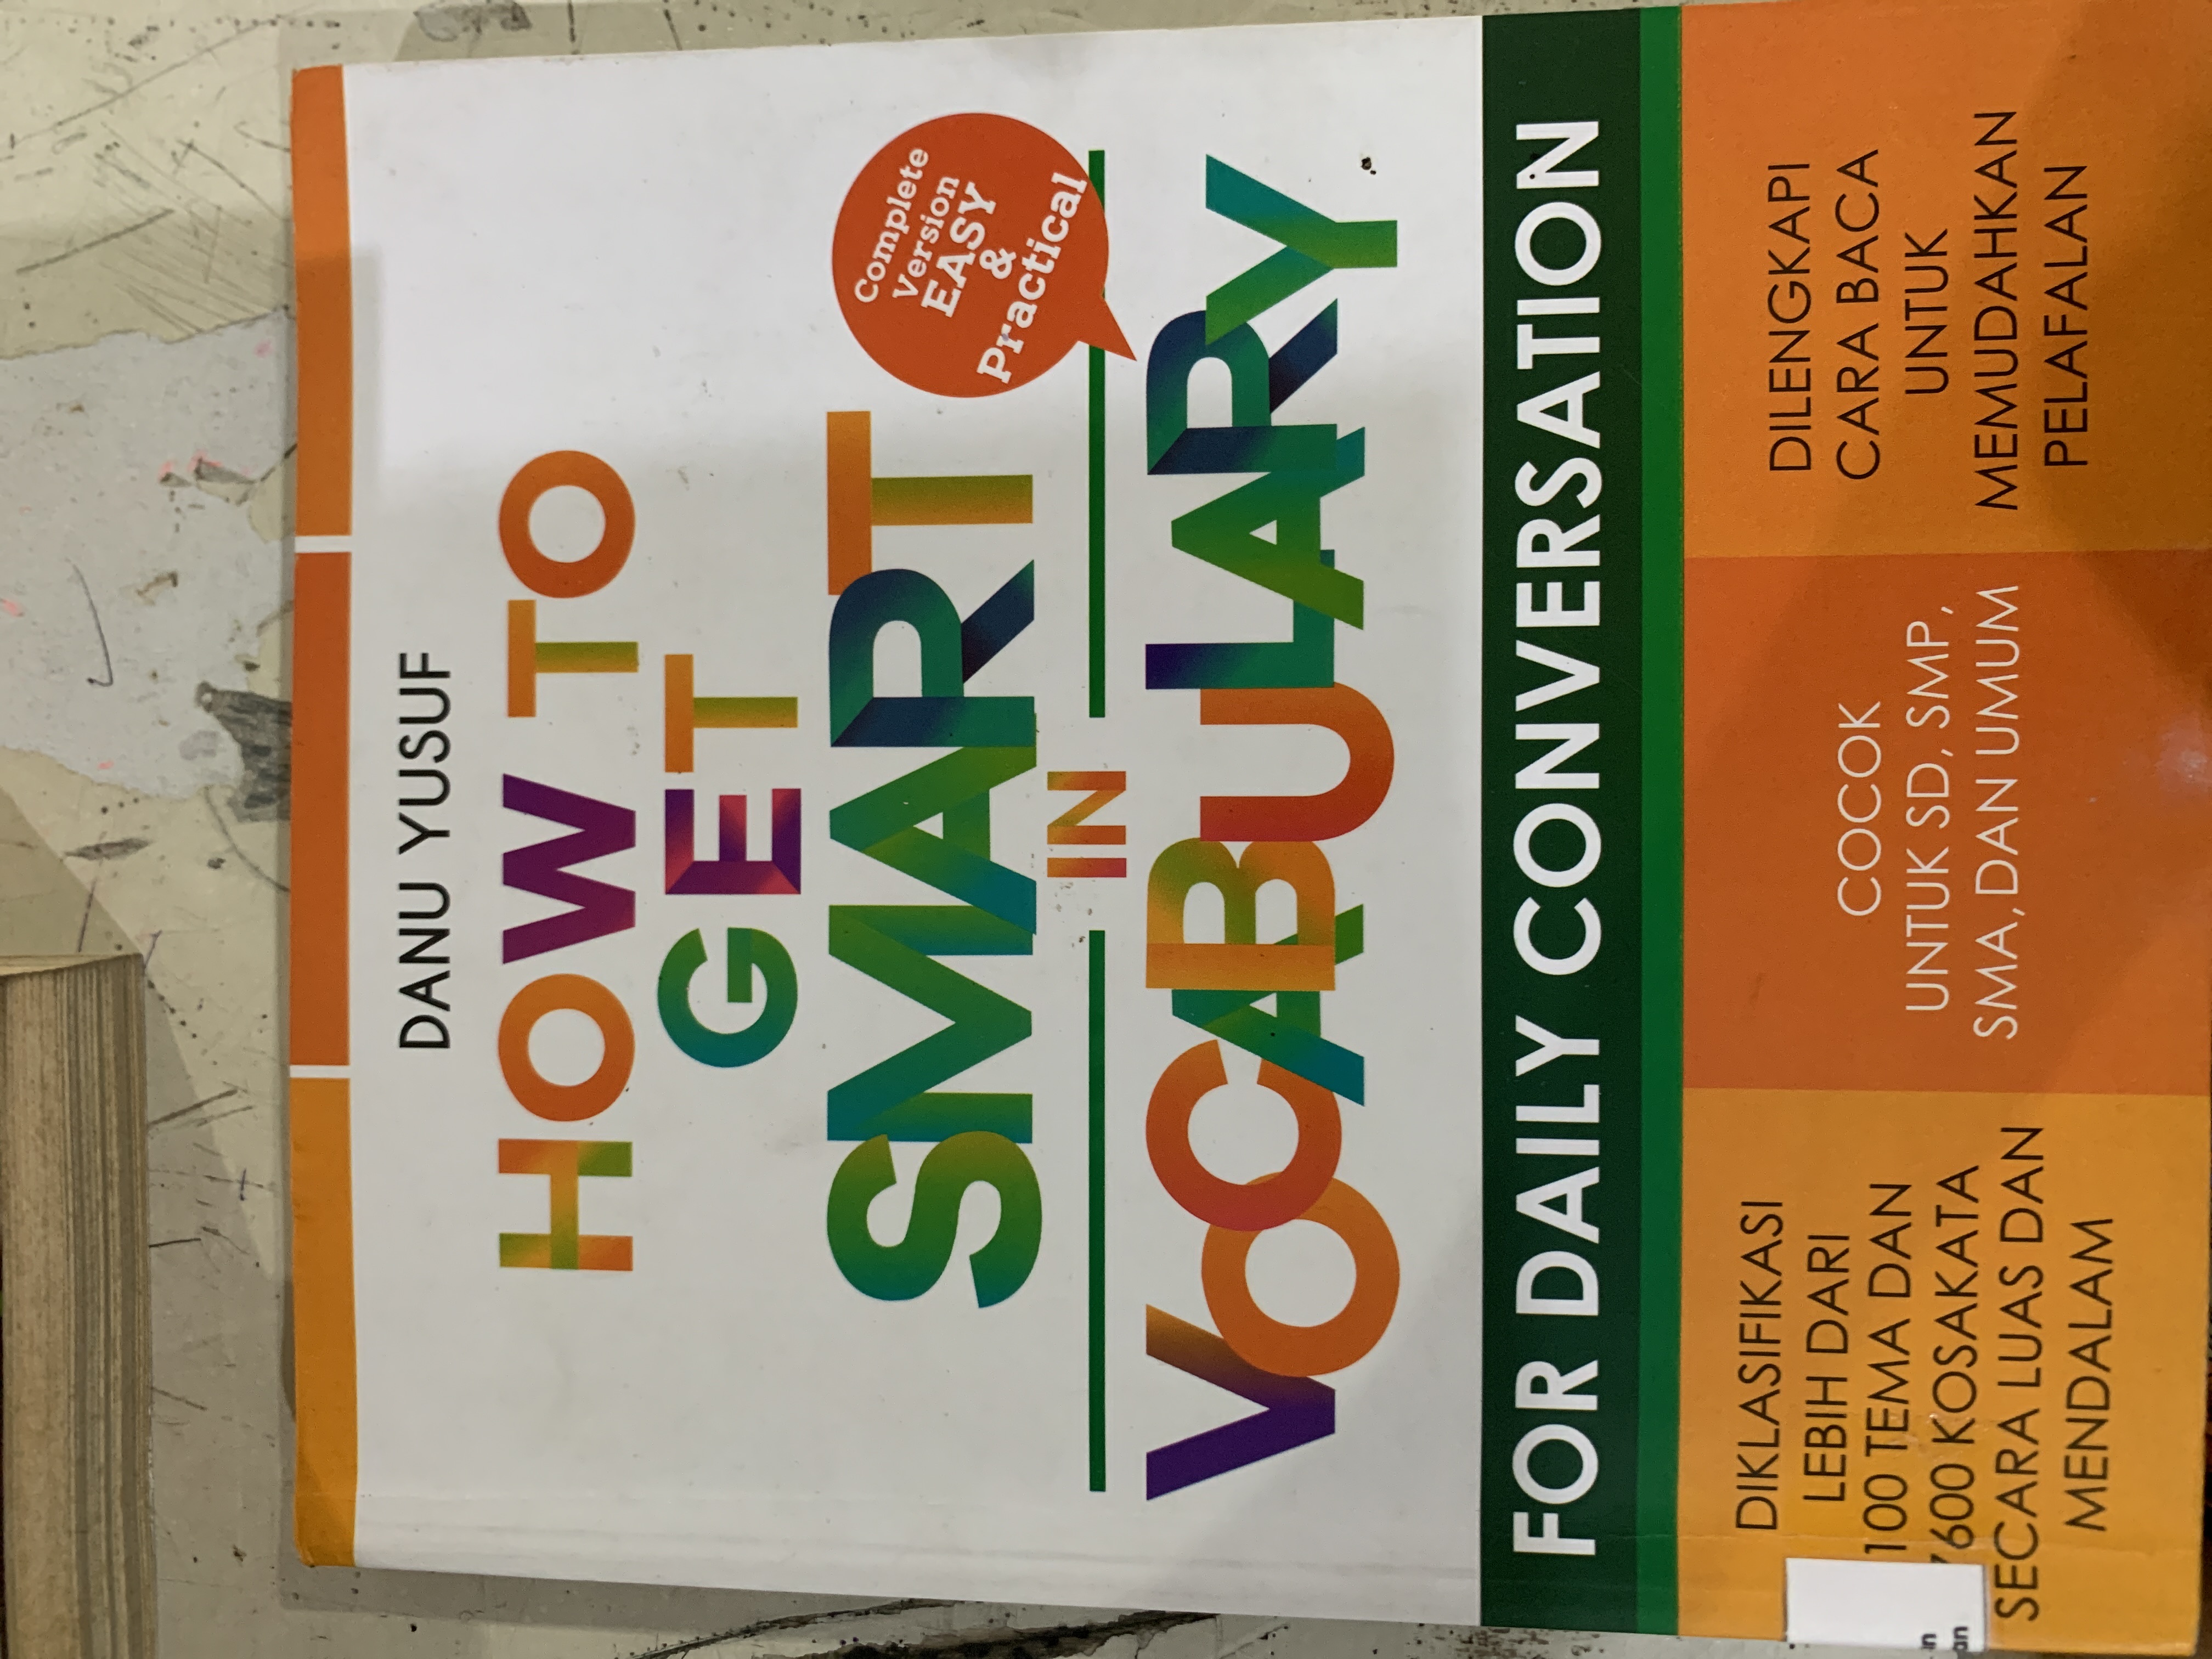 DANU YUSUF
HOW TO
GET
SMART
IN
VOCABULARY
Complete
Version
EASY
&
Practical
FOR DAILY CONVERSATION
DIKLASIFIKASI
LEBIH DARI
100 TEMA DAN
7600 KOSAKATA
SECARA LUAS DAN
MENDALAM
COCOK
UNTUK SD, SMP,
SMA, DAN UMUM
DILENGKAPI
CARA BACA
UNTUK
MEMUDAHKAN
PELAFALAN